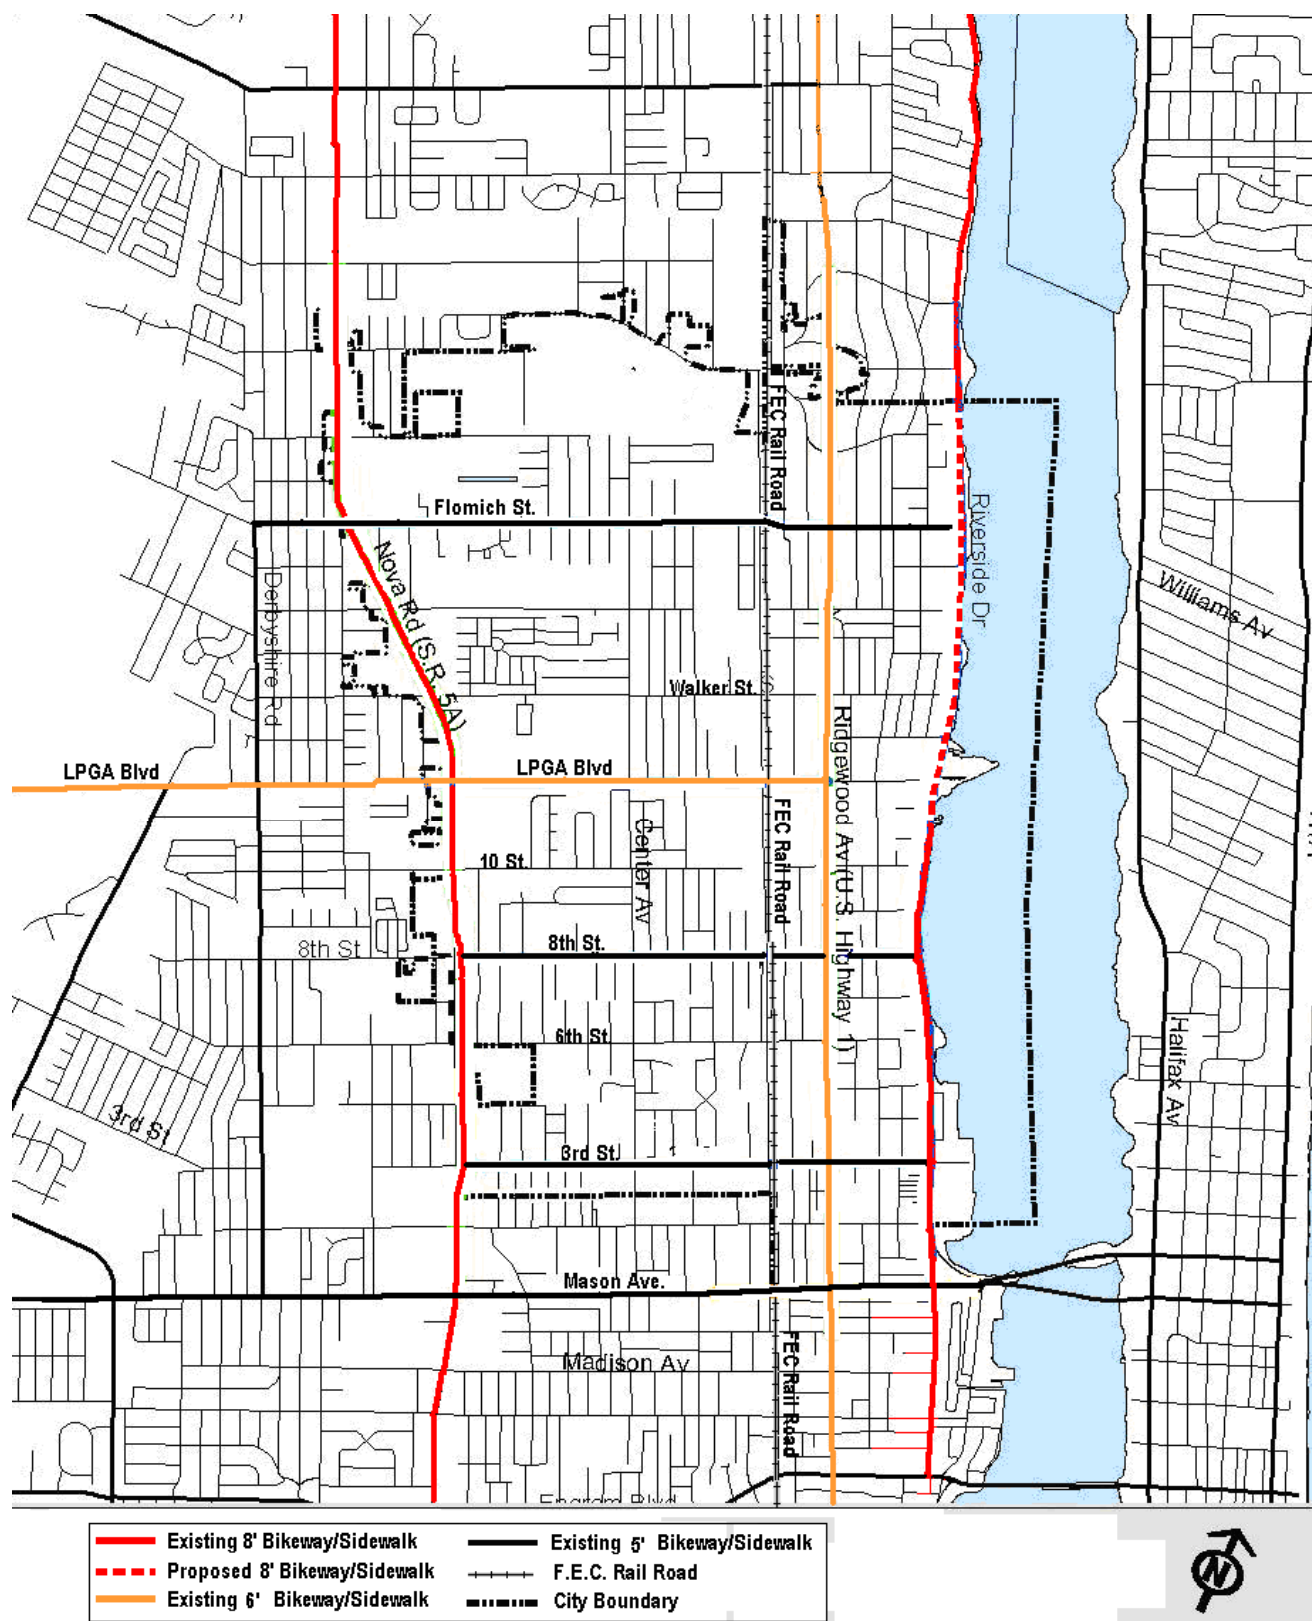 FEC Rail Road
Flomich St.
Riverside Dr
Nova Rd (S.R. 5A)
Derbyshire Rd
Williams Av
Walker St.
Ridgewood Av (U.S. Highway 1)
LPGA Blvd
LPGA Blvd
FEC Rail Road
Center Av
10 St.
8th St.
8th St
6th St.
Halifax Av
3rd St
3rd St.
Mason Ave.
Madison Av
FEC Rail Road
Existing 8' Bikeway/Sidewalk
Proposed 8' Bikeway/Sidewalk
Existing 6' Bikeway/Sidewalk
Existing 5' Bikeway/Sidewalk
F.E.C. Rail Road
City Boundary
N